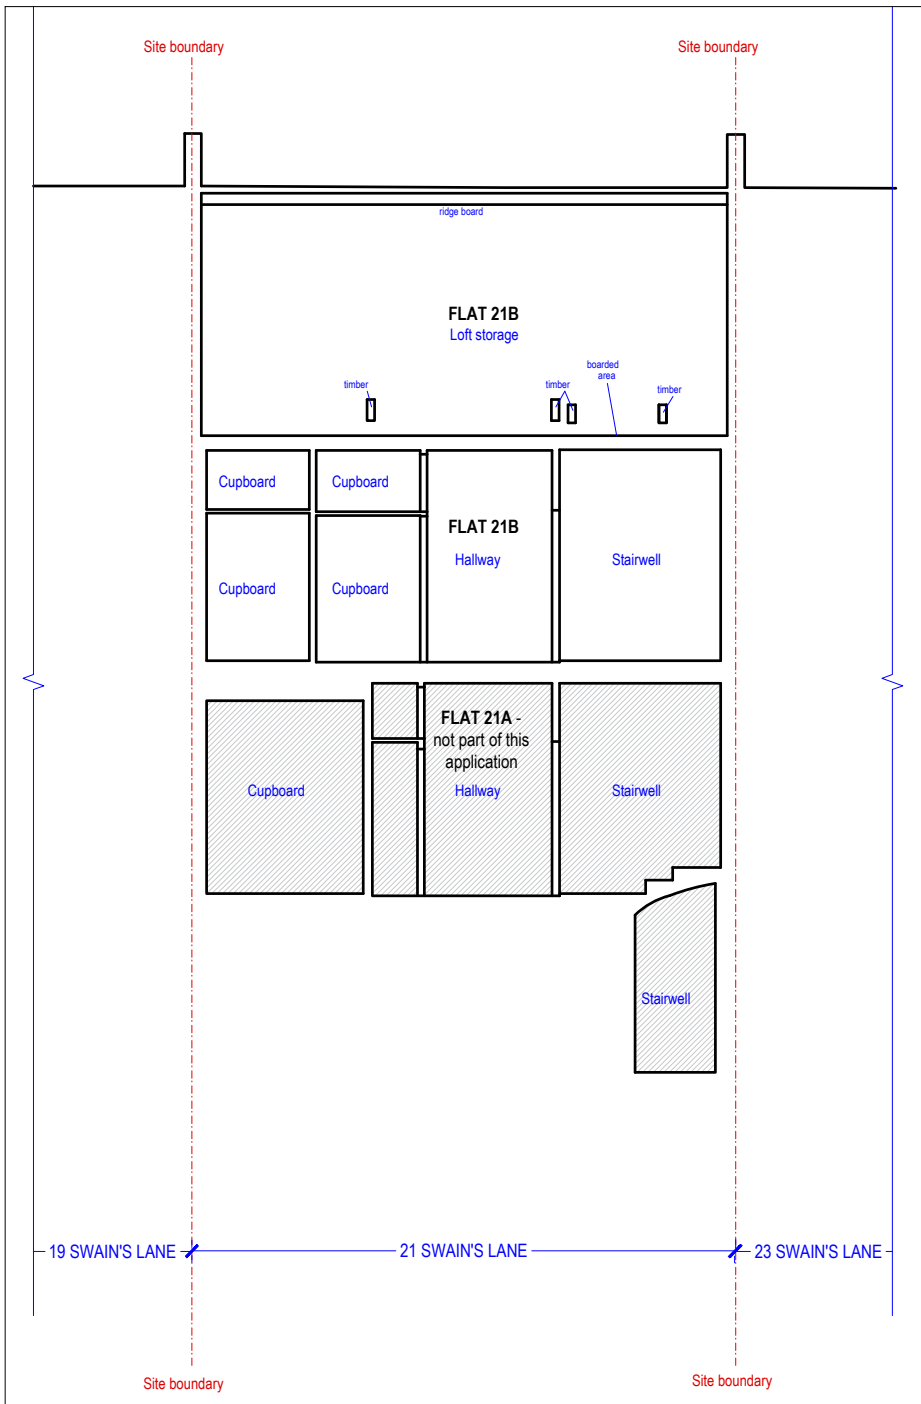 Site boundary
Site boundary
ridge board
FLAT 21B
Loft storage
boarded
area
timber
timber
timber
Cupboard
Cupboard
FLAT 21B
Hallway
Stairwell
Cupboard
Cupboard
FLAT 21A -
not part of this
application
Cupboard
Hallway
Stairwell
Stairwell
19 SWAIN'S LANE
21 SWAIN'S LANE
23 SWAIN'S LANE
Site boundary
Site boundary